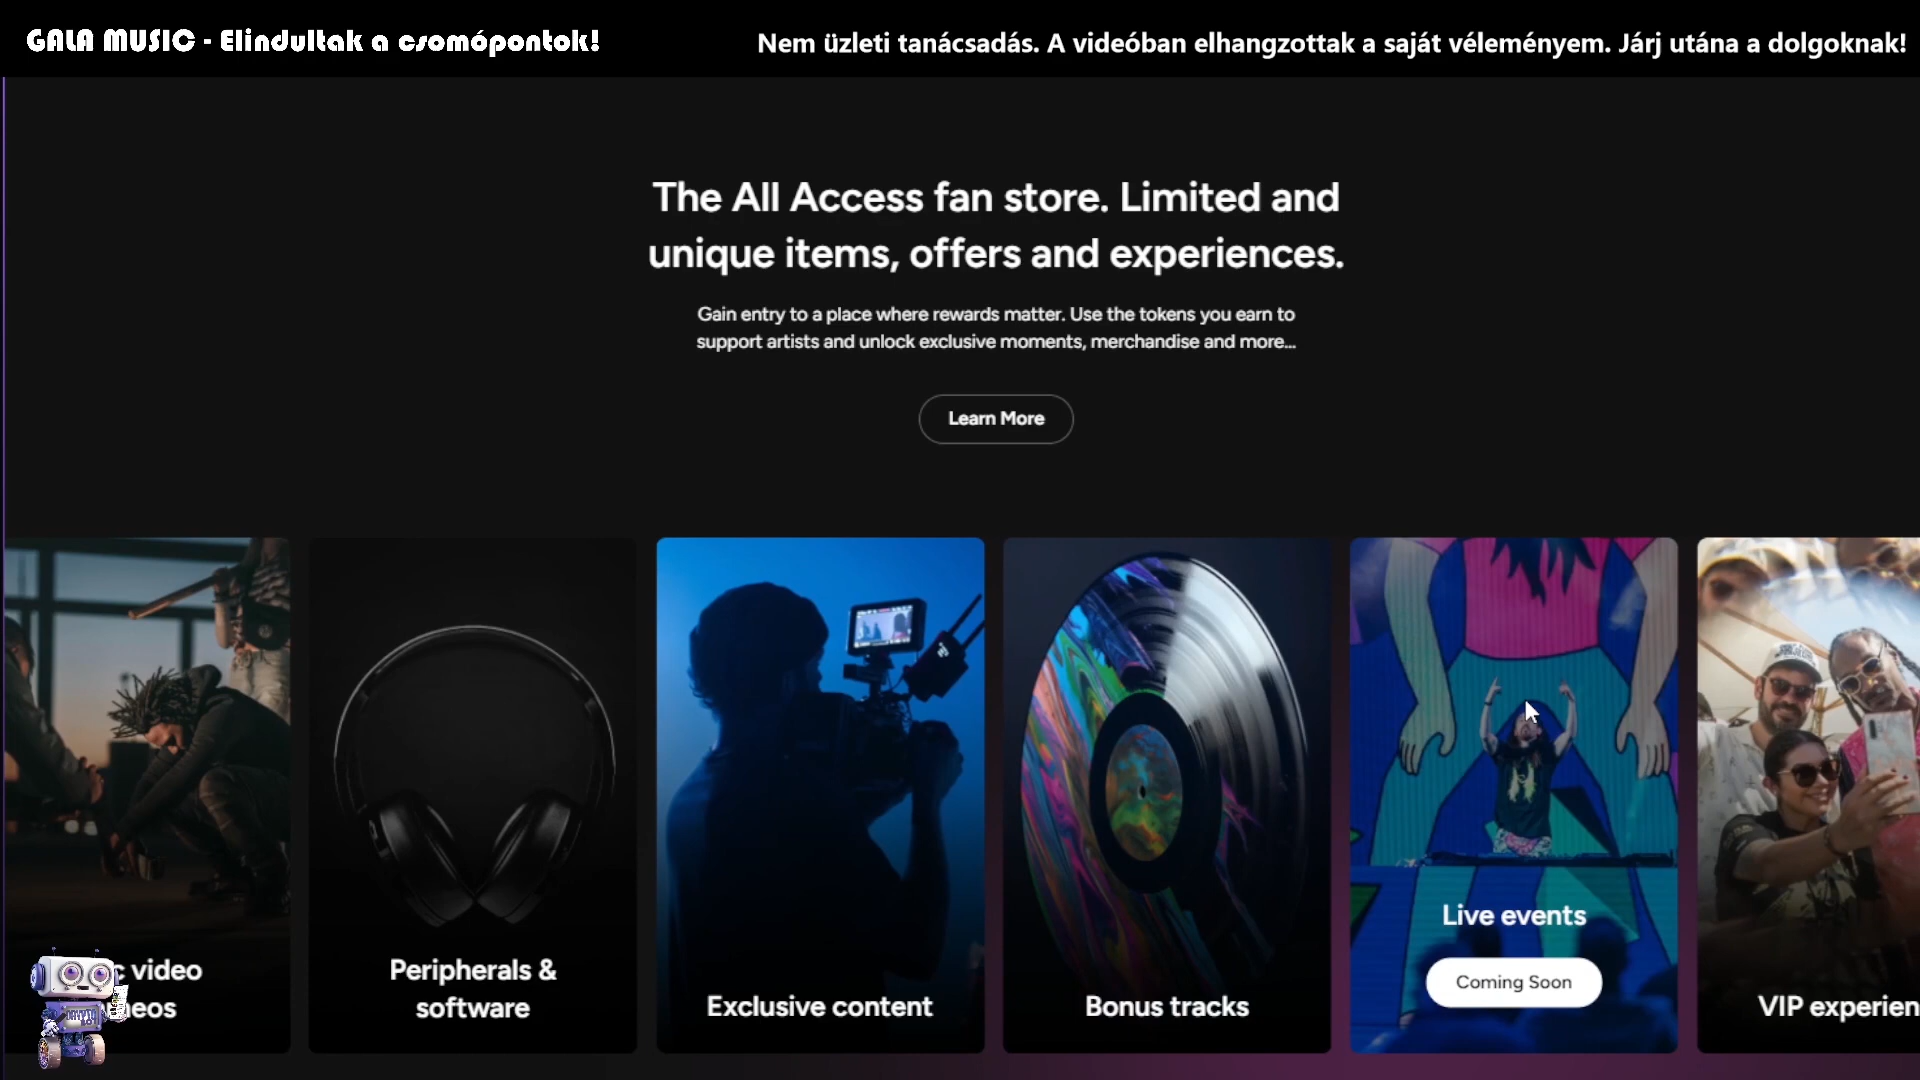 GALA MUSIC - Elindultak a csomópontok!
Nem üzleti tanácsadás. A videóban elhangzottak a saját véleményem. Járj utána a dolgoknak!
The All Access fan store. Limited and
unique items, offers and experiences.
Gain entry to a place where rewards matter. Use the tokens you earn to
support artists and unlock exclusive moments, merchandise and more...
Learn More
video
Peripherals &
software
Exclusive content
Bonus tracks
Live events
Coming Soon
VIP experien